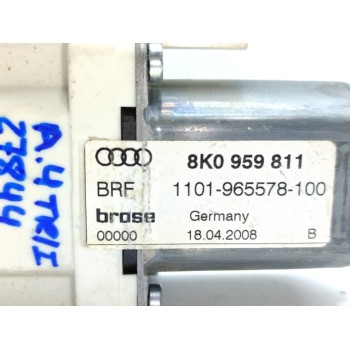 8K0 959 811
BRF 1101-965578-100
brose Germany
00000 18.04.2008 B
A.4 TRII
27844